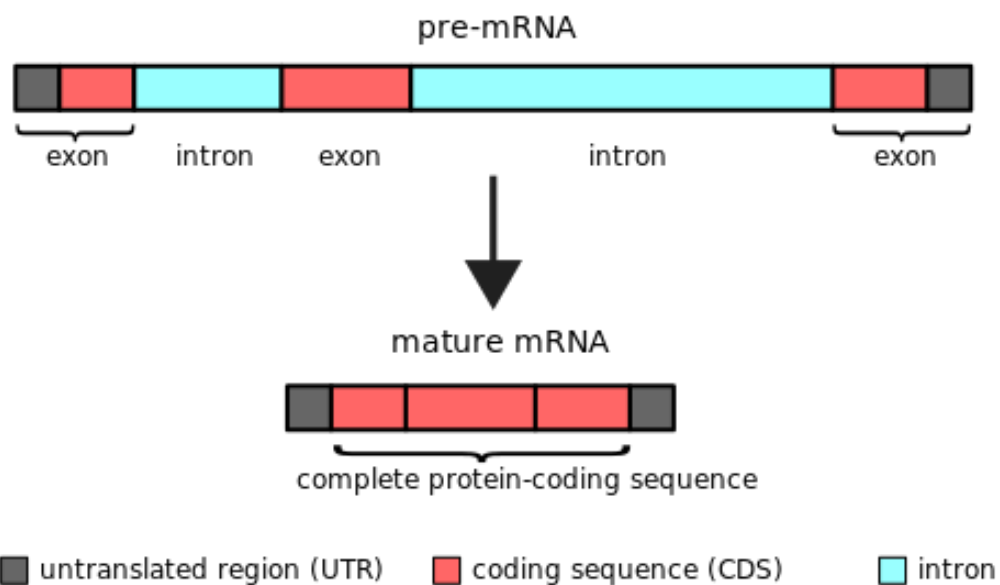 pre-mRNA
exon intron exon intron exon
mature mRNA
complete protein-coding sequence
untranslated region (UTR) coding sequence (CDS) intron